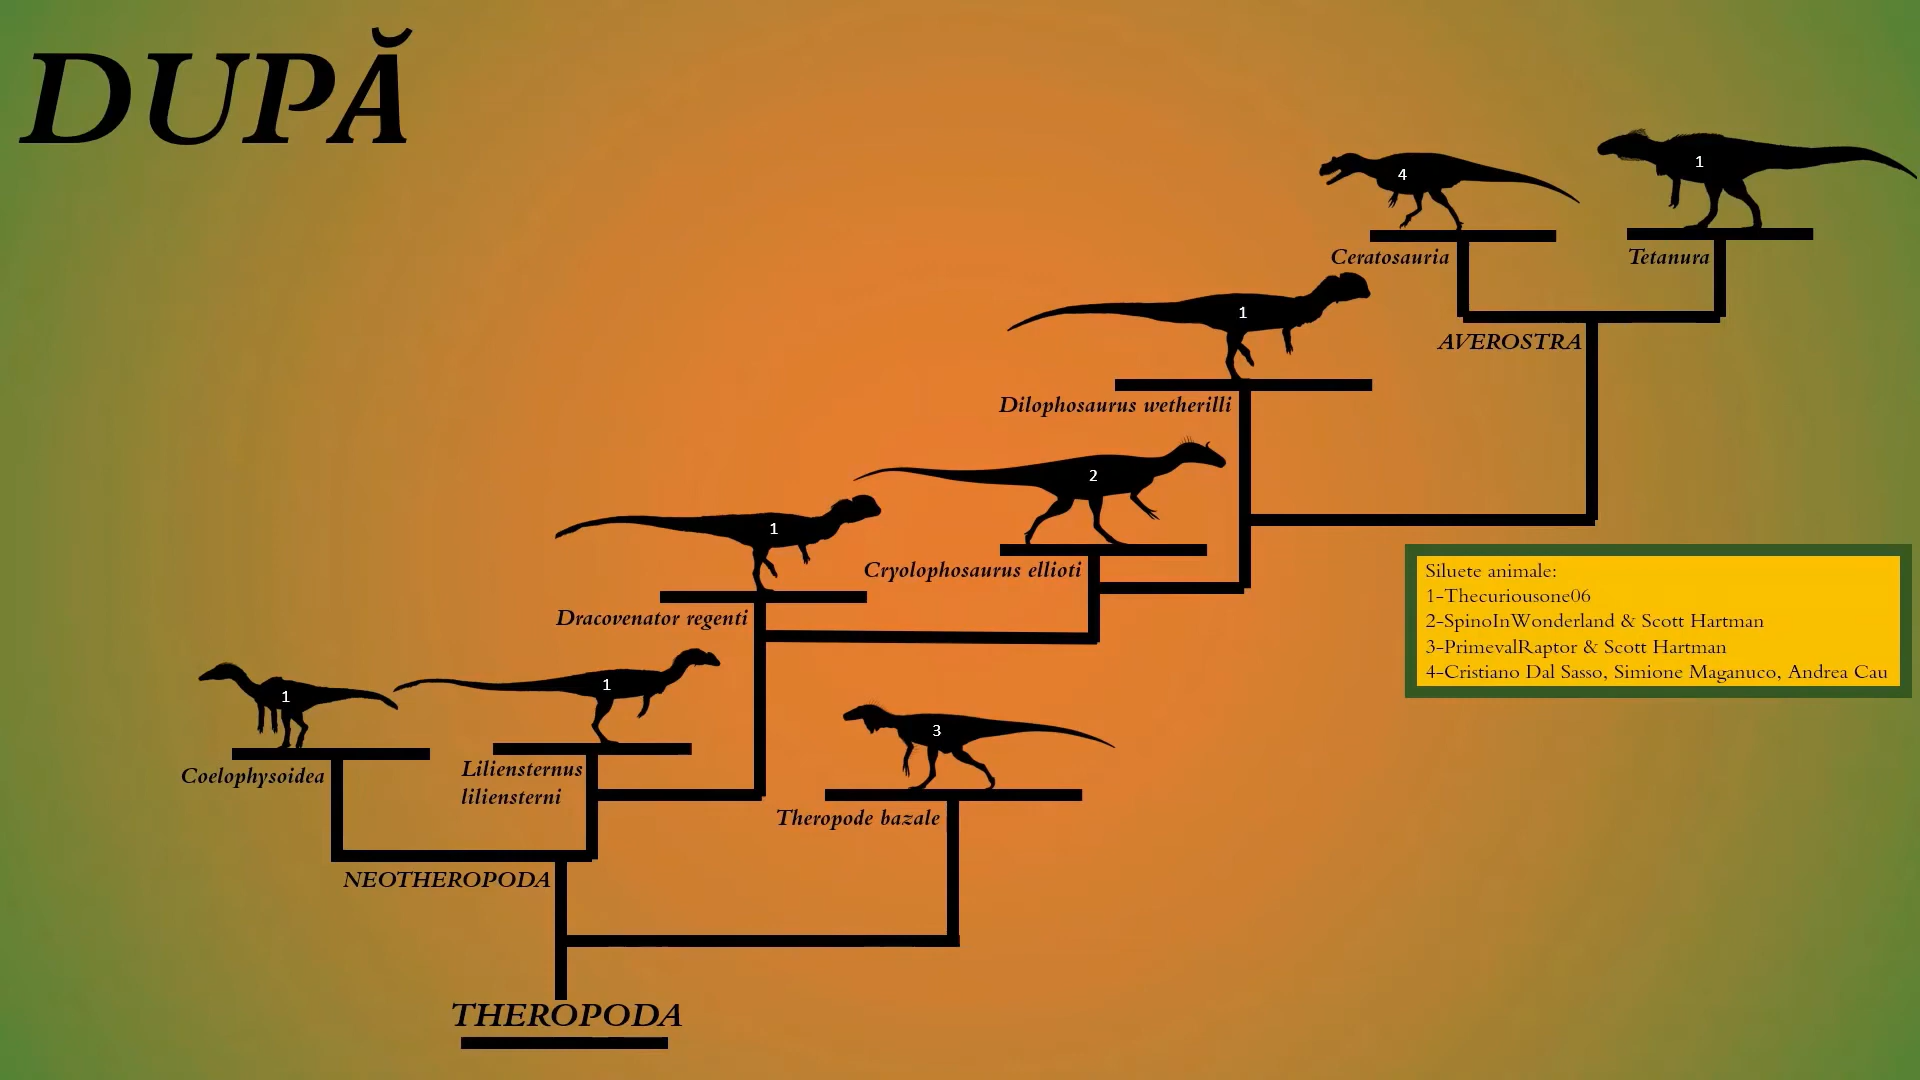 DUPĂ
4
1
Ceratosauria
Tetanura
1
AVEROSTRA
Dilophosaurus wetherilli
2
1
Cryolophosaurus ellioti
Dracovenator regenti
Siluete animale:
1-Thecuriousone06
2-SpinoInWonderland & Scott Hartman
3-PrimevalRaptor & Scott Hartman
4-Cristiano Dal Sasso, Simione Maganuco, Andrea Cau
1
1
3
Coelophysoidea
Liliensternus
liliensterni
Theropode bazale
NEOTHEROPODA
THEROPODA